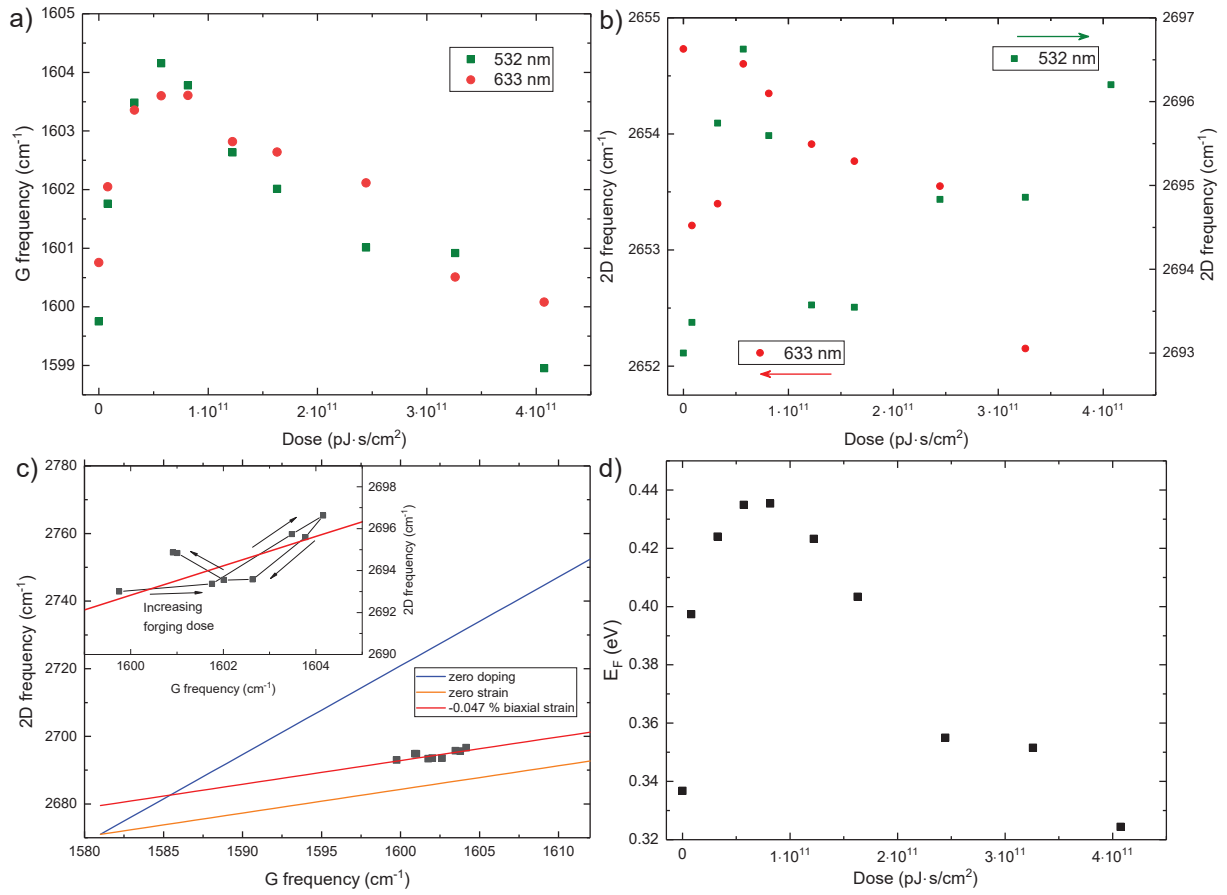 a)
1605
1604
1603
1602
1601
1600
1599
G frequency (cm⁻¹)
532 nm
633 nm
0
1·10¹¹
2·10¹¹
3·10¹¹
4·10¹¹
Dose (pJ·s/cm²)
b)
2655
2654
2653
2652
2D frequency (cm⁻¹)
532 nm
633 nm
2697
2696
2695
2694
2693
2D frequency (cm⁻¹)
0
1·10¹¹
2·10¹¹
3·10¹¹
4·10¹¹
Dose (pJ·s/cm²)
c)
2780
2760
2740
2720
2700
2680
2D frequency (cm⁻¹)
2698
2696
2694
2692
2690
2D frequency (cm⁻¹)
Increasing
forging dose
1600
1602
1604
G frequency (cm⁻¹)
zero doping
zero strain
-0.047 % biaxial strain
1580
1585
1590
1595
1600
1605
1610
G frequency (cm⁻¹)
d)
0.44
0.42
0.40
0.38
0.36
0.34
0.32
E_F (eV)
0
1·10¹¹
2·10¹¹
3·10¹¹
4·10¹¹
Dose (pJ·s/cm²)